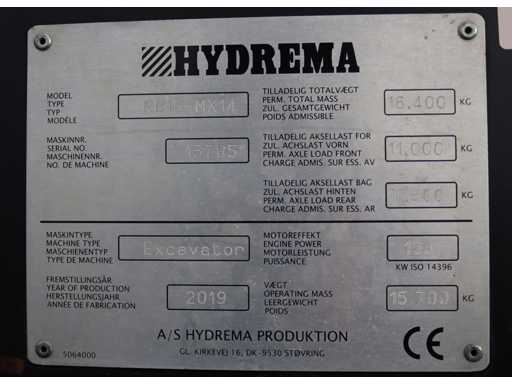 HYDREMA
MODEL
TYPE
TYP
MODÈLE
TILLADELIG TOTALVÆGT
PERM. TOTAL MASS
ZUL. GESAMTGEWICHT
POIDS ADMISSIBLE
16.400 KG
MASKINNR.
SERIAL NO.
MASCHINENNR.
NO. DE MACHINE
TILLADELIG AKSELLAST FOR
ZUL. ACHSLAST VORN
PERM. AXLE LOAD FRONT
CHARGE ADMIS. SUR ESS. AV
11.000 KG
TILLADELIG AKSELLAST BAG
ZUL. ACHSLAST HINTEN
PERM. AXLE LOAD REAR
CHARGE ADMIS. SUR ESS. AR
KG
MASKINTYPE
MACHINE TYPE
MASCHIENENTYP
TYPE DE MACHINE
Excavator
MOTOREFFEKT
ENGINE POWER
MOTORLEISTUNG
PUISSANCE
KW ISO 14396
FREMSTILLINGSÅR
YEAR OF PRODUCTION
HERSTELLUNGSJAHR
ANNÉE DE FABRICATION
2019
VÆGT
OPERATING MASS
LEERGEWICHT
POIDS
15.700 KG
A/S HYDREMA PRODUKTION
GL. KIRKEVEJ 16, DK-9530 STØVRING
CE
5064000